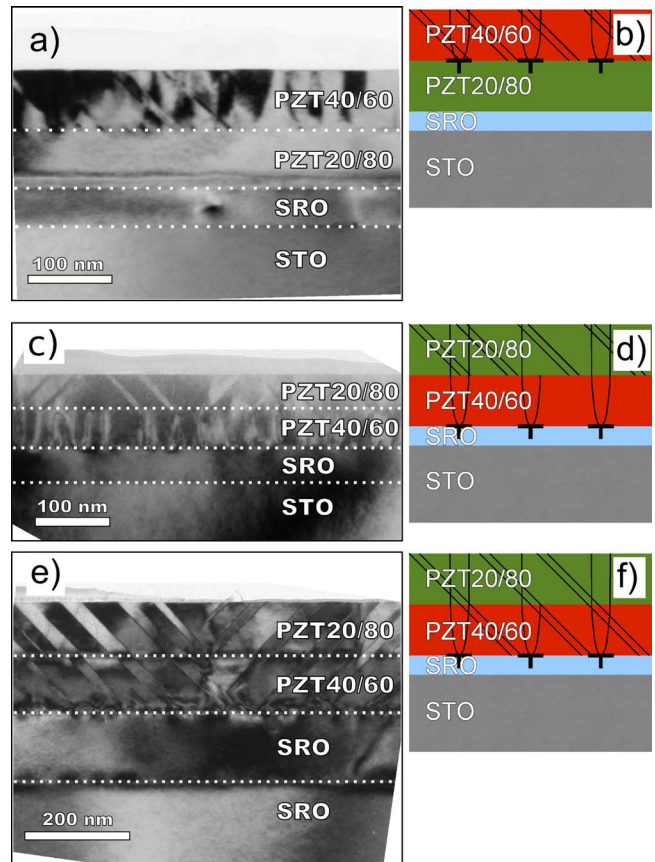 a)
PZT40/60
PZT20/80
SRO
STO
100 nm
b)
PZT40/60
PZT20/80
SRO
STO
c)
PZT20/80
PZT40/60
SRO
STO
100 nm
d)
PZT20/80
PZT40/60
SRO
STO
e)
PZT20/80
PZT40/60
SRO
SRO
200 nm
f)
PZT20/80
PZT40/60
SRO
STO